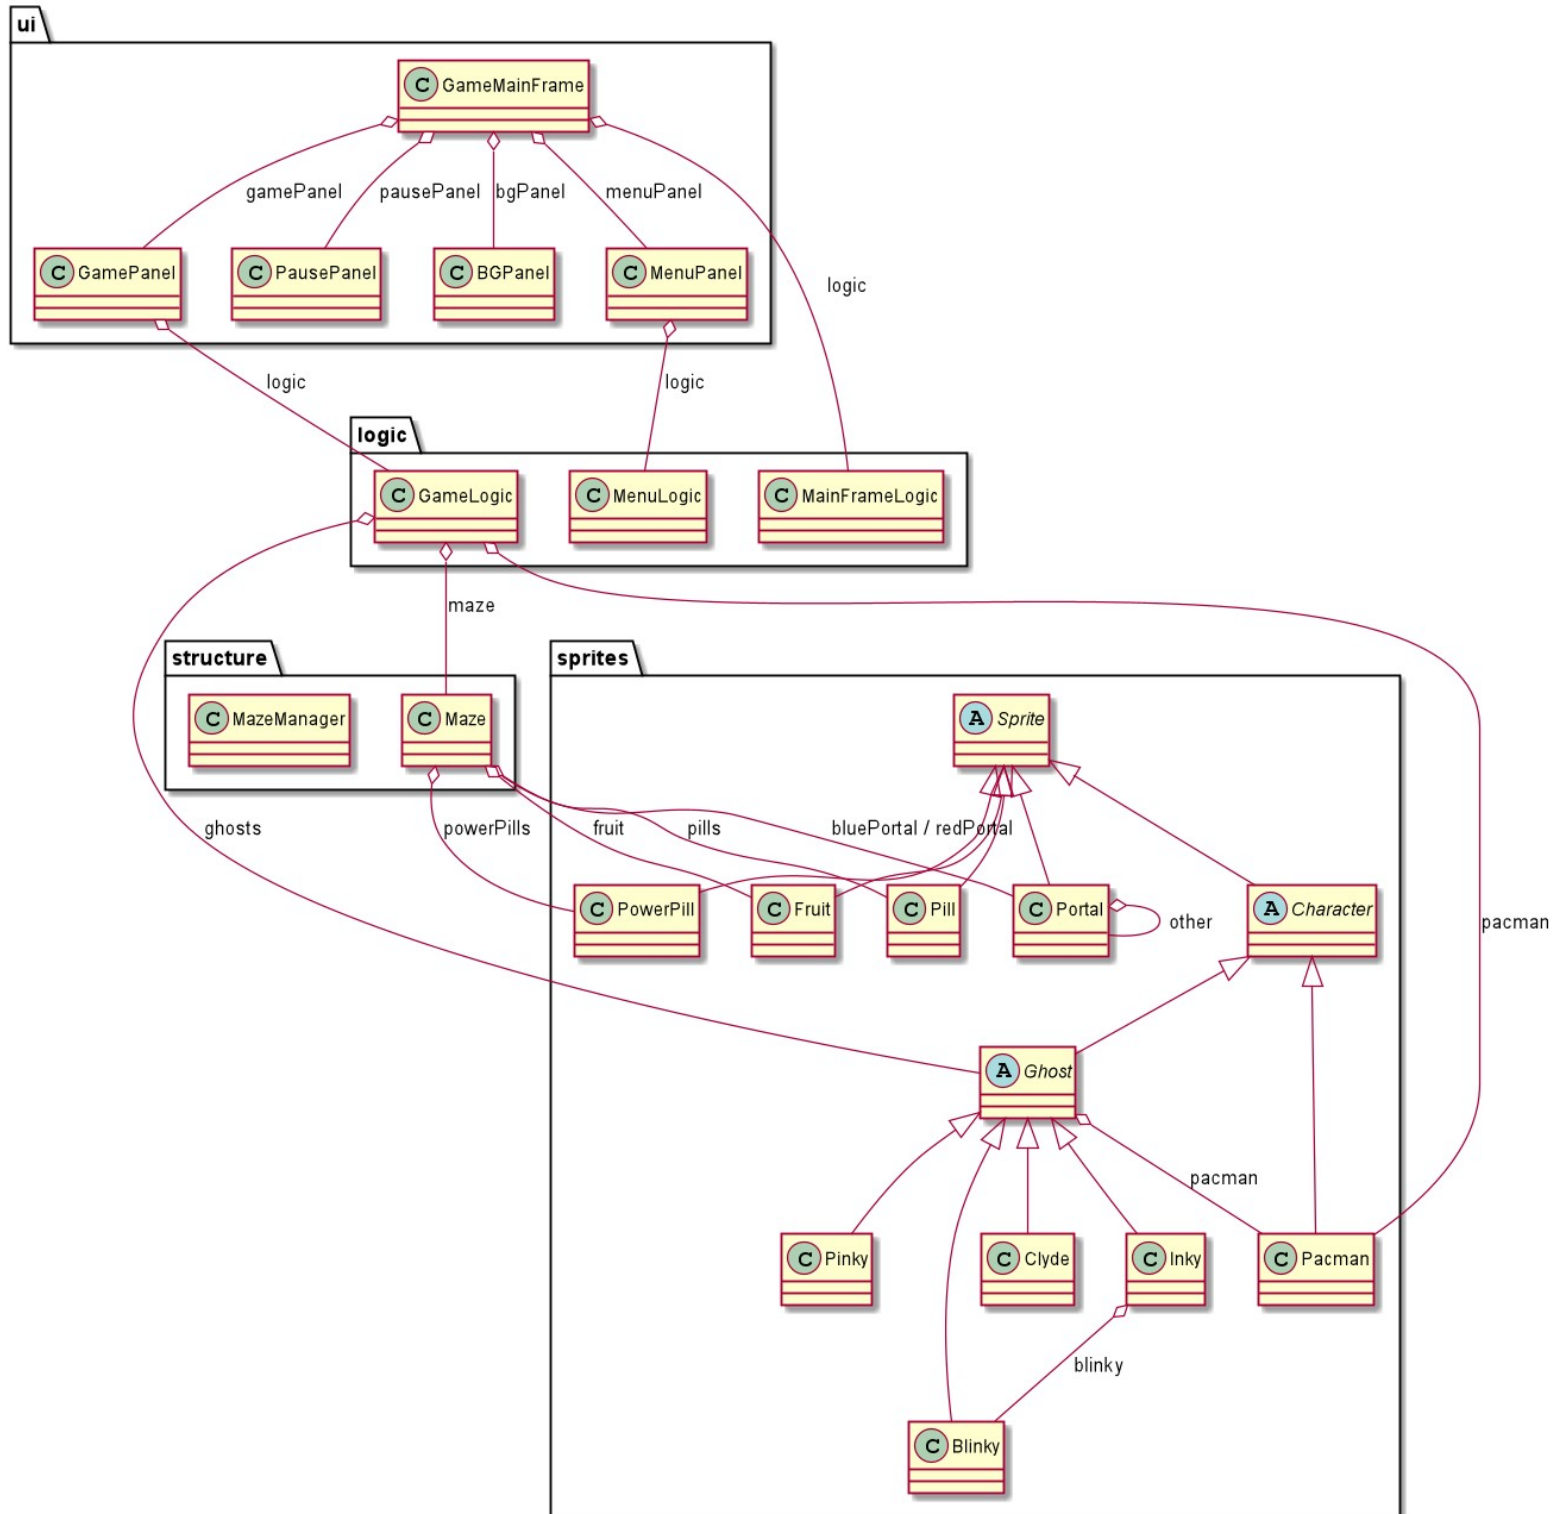 ui
C GameMainFrame
gamePanel
pausePanel
bgPanel
menuPanel
C GamePanel
C PausePanel
C BGPanel
C MenuPanel
logic
logic
logic
logic
C GameLogic
C MenuLogic
C MainFrameLogic
maze
structure
sprites
C MazeManager
C Maze
A Sprite
ghosts
powerPills
fruit
pills
bluePortal / redPortal
C PowerPill
C Fruit
C Pill
C Portal
other
A Character
pacman
A Ghost
pacman
C Pinky
C Clyde
C Inky
C Pacman
blinky
C Blinky